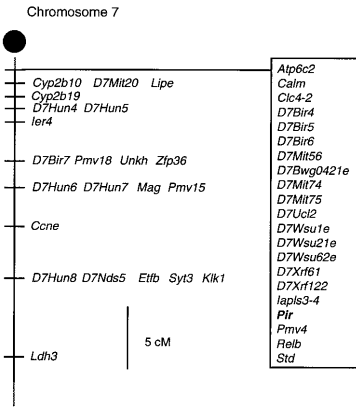 Chromosome 7
Cyp2b10 D7Mit20 Lipe
Cyp2b19
D7Hun4 D7Hun5
Ier4
D7Bir7 Pmv18 Unkh Zfp36
D7Hun6 D7Hun7 Mag Pmv15
Ccne
D7Hun8 D7Nds5 Etfb Syt3 Klk1
5 cM
Ldh3
Atp6c2
Calm
Clc4-2
D7Bir4
D7Bir5
D7Bir6
D7Mit56
D7Bwg0421e
D7Mit74
D7Mit75
D7Ucl2
D7Wsu1e
D7Wsu21e
D7Wsu62e
D7Xrf61
D7Xrf122
Iapls3-4
Pir
Pmv4
Relb
Std